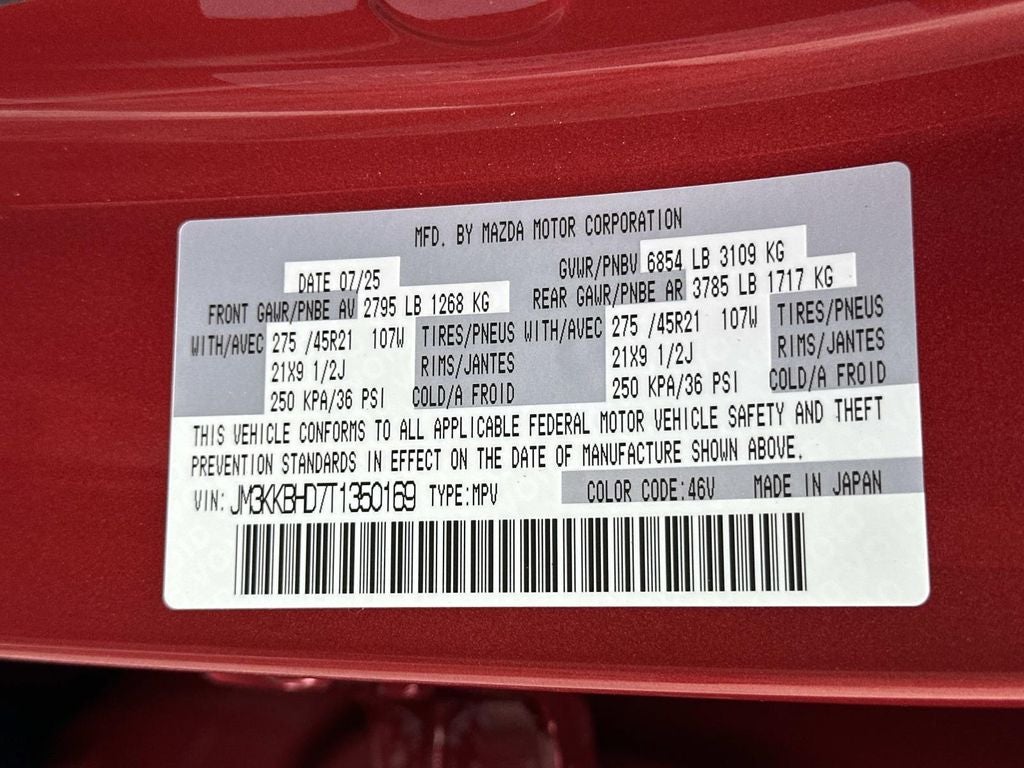 MFD. BY MAZDA MOTOR CORPORATION
DATE 07/25 GVWR/PNBV 6854 LB 3109 KG
FRONT GAWR/PNBE AV 2795 LB 1268 KG REAR GAWR/PNBE AR 3785 LB 1717 KG
WITH/AVEC 275 /45R21 107W TIRES/PNEUS WITH/AVEC 275 /45R21 107W TIRES/PNEUS
21X9 1/2J RIMS/JANTES 21X9 1/2J RIMS/JANTES
250 KPA/36 PSI COLD/A FROID 250 KPA/36 PSI COLD/A FROID
THIS VEHICLE CONFORMS TO ALL APPLICABLE FEDERAL MOTOR VEHICLE SAFETY AND THEFT
PREVENTION STANDARDS IN EFFECT ON THE DATE OF MANUFACTURE SHOWN ABOVE.
VIN: JM3KKBHD7T1350169 TYPE:MPV COLOR CODE:46V MADE IN JAPAN